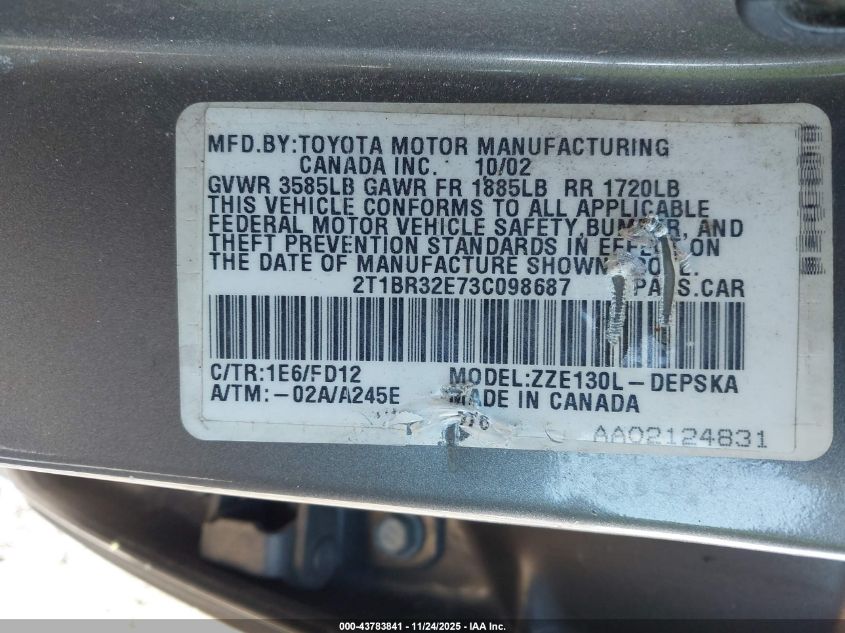 MFD.BY:TOYOTA MOTOR MANUFACTURING
CANADA INC. 10/02
GVWR 3585LB GAWR FR 1885LB RR 1720LB
THIS VEHICLE CONFORMS TO ALL APPLICABLE
FEDERAL MOTOR VEHICLE SAFETY,BUMPER, AND
THEFT PREVENTION STANDARDS IN EFFECT ON
THE DATE OF MANUFACTURE SHOWN ABOVE.
2T1BR32E73C098687 PASS.CAR
C/TR:1E6/FD12 MODEL:ZZE130L-DEPSKA
A/TM:-02A/A245E MADE IN CANADA
AA02124831
000-43783841 - 11/24/2025 - IAA Inc.